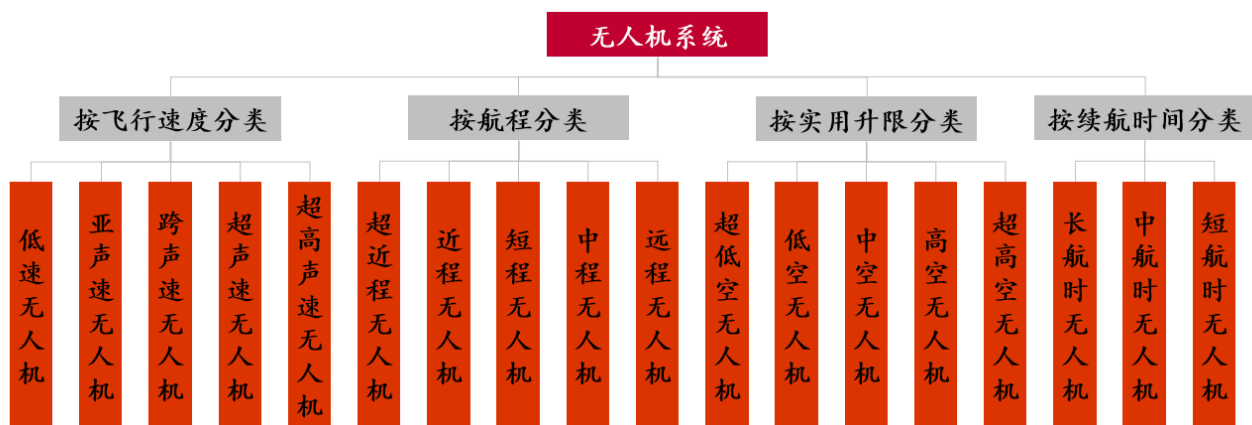 无人机系统
按飞行速度分类
按航程分类
按实用升限分类
按续航时间分类
低速无人机
亚声速无人机
跨声速无人机
超声速无人机
超高声速无人机
超近程无人机
近程无人机
短程无人机
中程无人机
远程无人机
超低空无人机
低空无人机
中空无人机
高空无人机
超高空无人机
长航时无人机
中航时无人机
短航时无人机